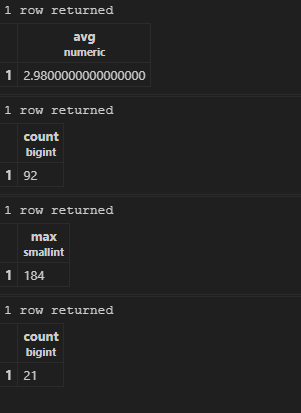 1 row returned
avg
numeric
1 2.9800000000000000
1 row returned
count
bigint
1 92
1 row returned
max
smallint
1 184
1 row returned
count
bigint
1 21